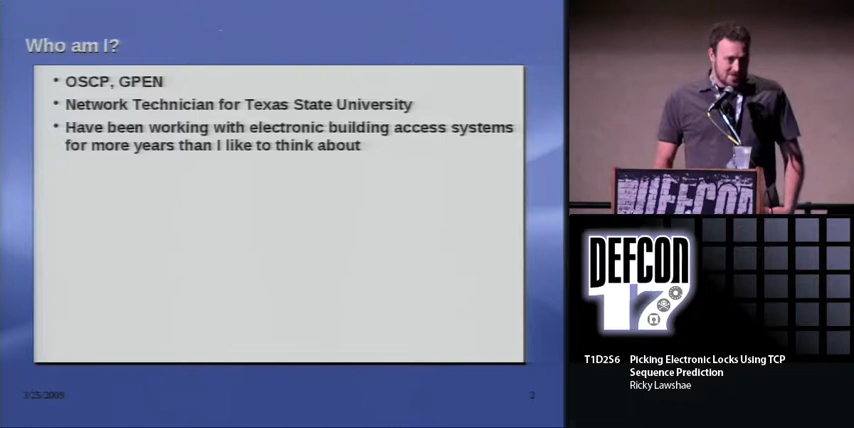 Who am I?
OSCP, GPEN
Network Technician for Texas State University
Have been working with electronic building access systems
for more years than I like to think about
3/25/2009
2
DEFCON
DEFCON
17
T1D2S6 Picking Electronic Locks Using TCP
Sequence Prediction
Ricky Lawshae